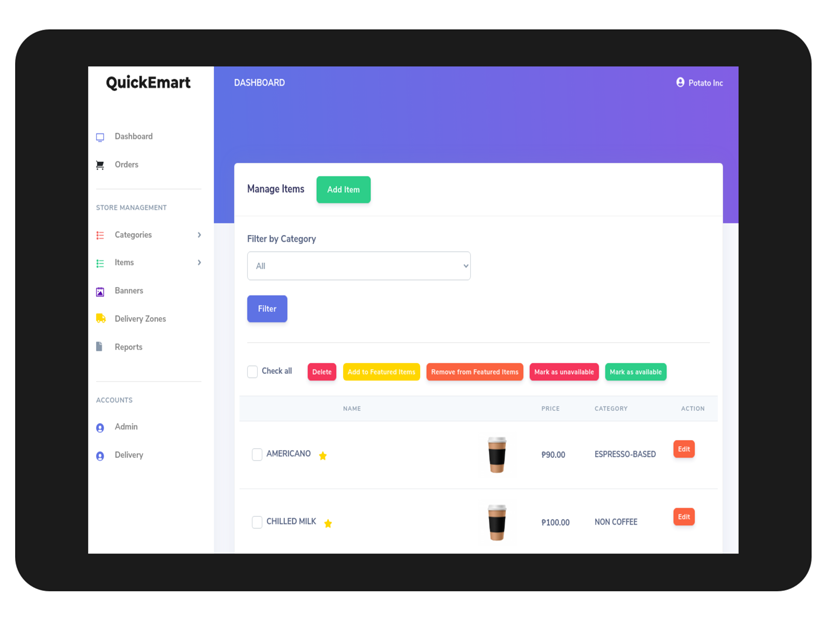 QuickEmart
DASHBOARD
Potato Inc
Dashboard
Orders
STORE MANAGEMENT
Categories
Items
Banners
Delivery Zones
Reports
ACCOUNTS
Admin
Delivery
Manage Items
Add Item
Filter by Category
All
Filter
Check all
Delete
Add to Featured Items
Remove from Featured Items
Mark as unavailable
Mark as available
NAME PRICE CATEGORY ACTION
AMERICANO ₱90.00 ESPRESSO-BASED Edit
CHILLED MILK ₱100.00 NON COFFEE Edit